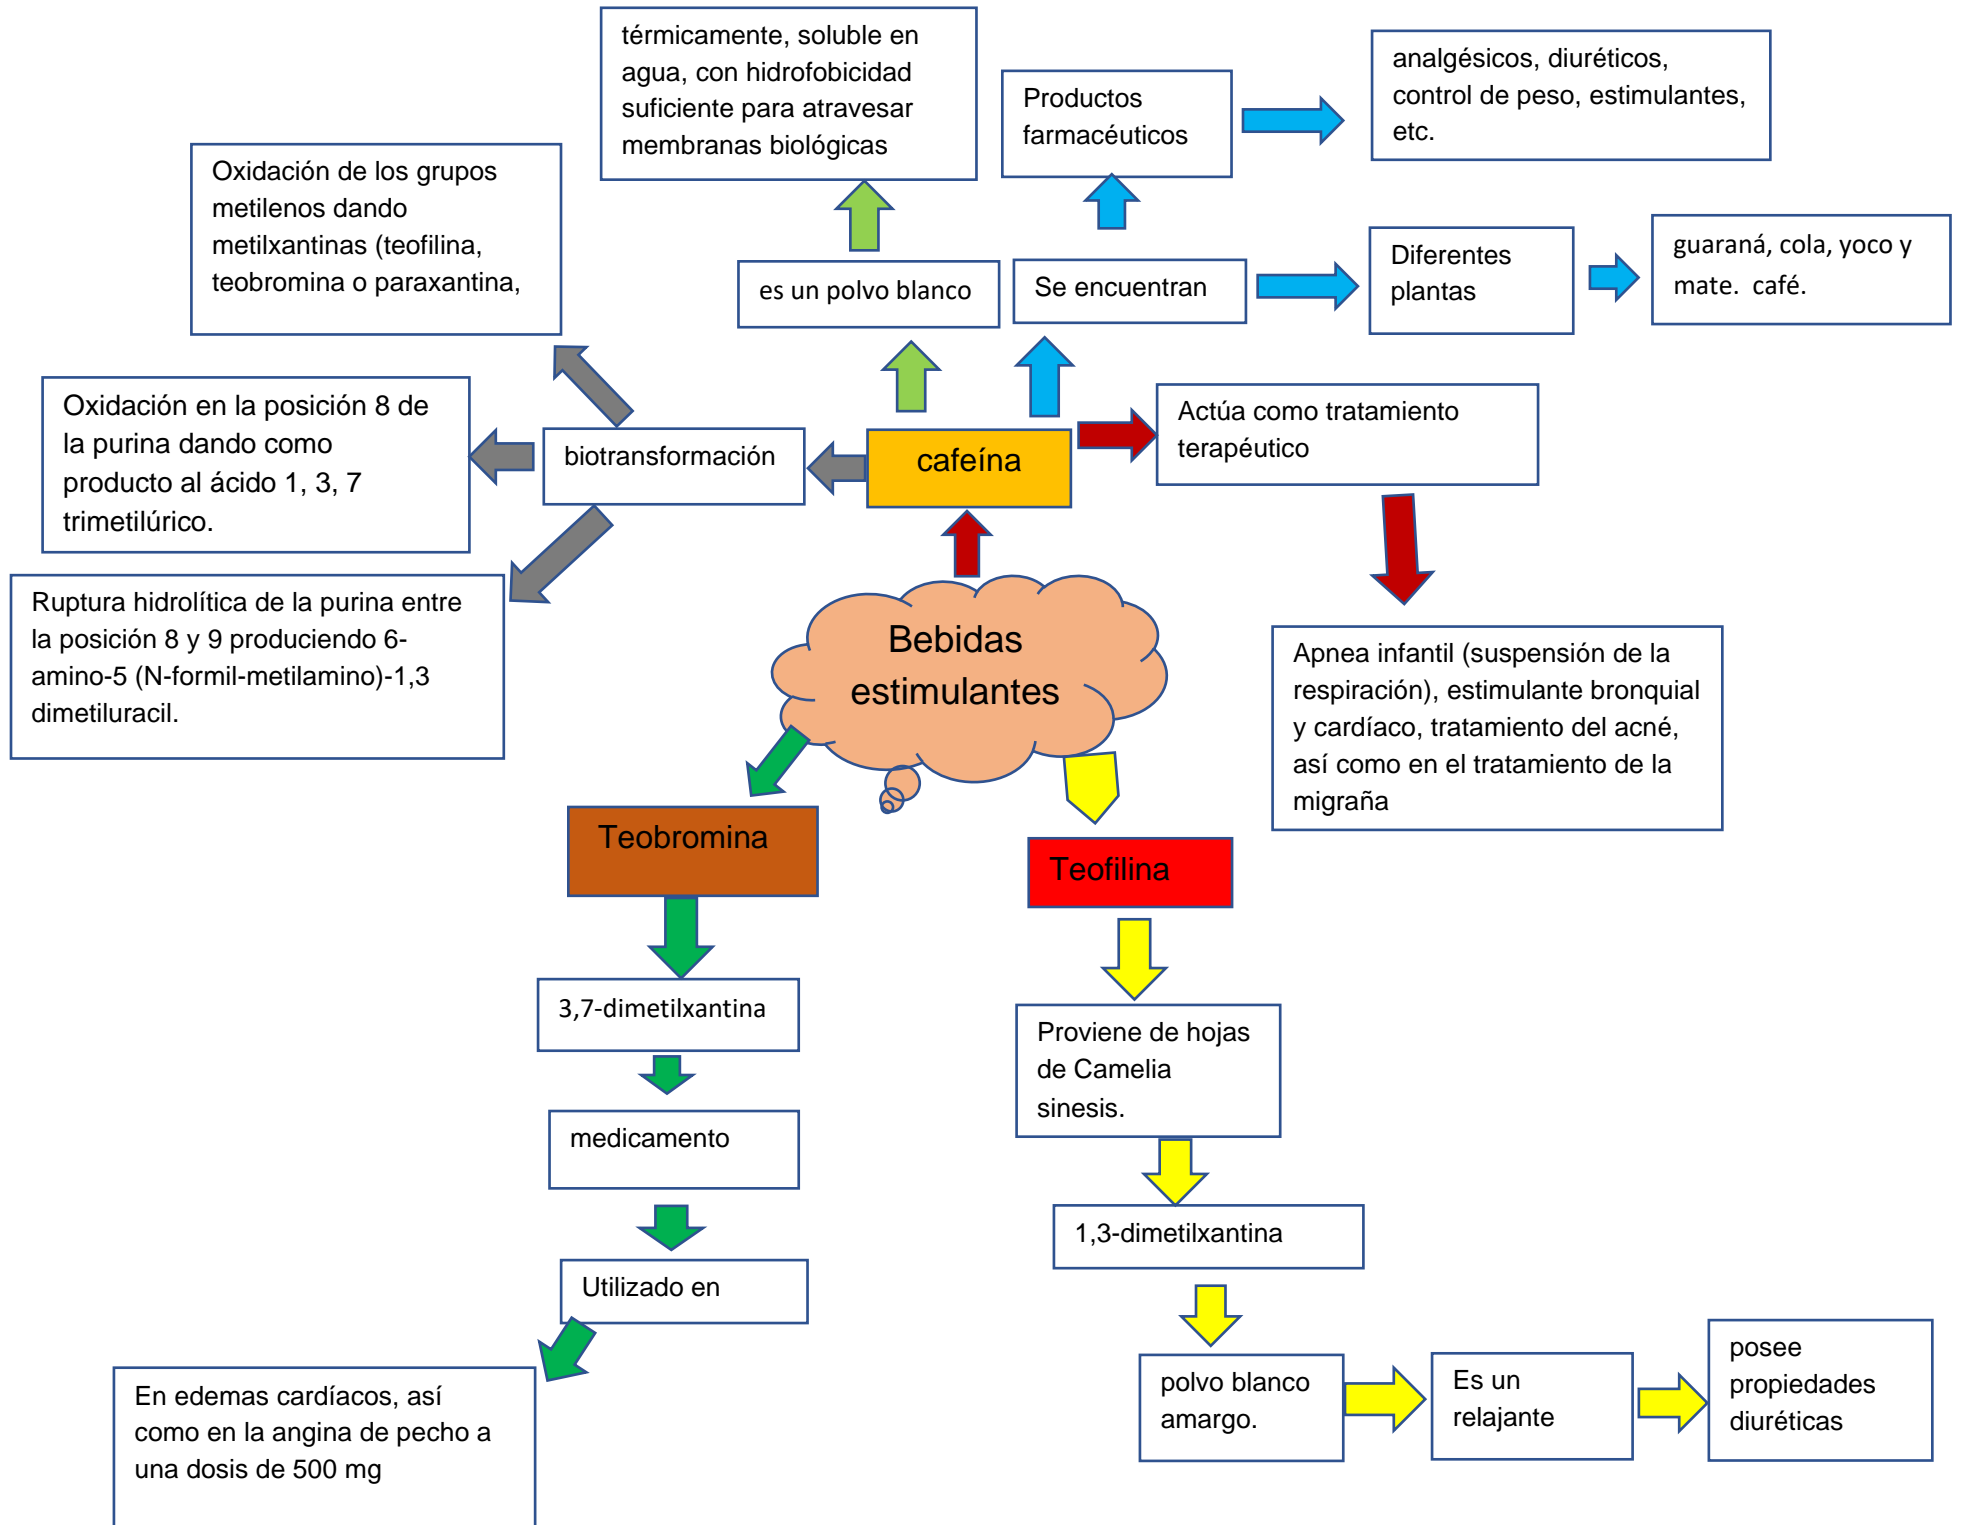 térmicamente, soluble en
agua, con hidrofobicidad
suficiente para atravesar
membranas biológicas
Productos
farmacéuticos
analgésicos, diuréticos,
control de peso, estimulantes,
etc.
Oxidación de los grupos
metilenos dando
metilxantinas (teofilina,
teobromina o paraxantina,
es un polvo blanco
Se encuentran
Diferentes
plantas
guaraná, cola, yoco y
mate.  café.
Oxidación en la posición 8 de
la purina dando como
producto al ácido 1, 3, 7
trimetilúrico.
biotransformación
cafeína
Actúa como tratamiento
terapéutico
Ruptura hidrolítica de la purina entre
la posición 8 y 9 produciendo 6-
amino-5 (N-formil-metilamino)-1,3
dimetiluracil.
Bebidas
estimulantes
Apnea infantil (suspensión de la
respiración), estimulante bronquial
y cardíaco, tratamiento del acné,
así como en el tratamiento de la
migraña
Teobromina
Teofilina
3,7-dimetilxantina
Proviene de hojas
de Camelia
sinesis.
medicamento
1,3-dimetilxantina
Utilizado en
En edemas cardíacos, así
como en la angina de pecho a
una dosis de 500 mg
polvo blanco
amargo.
Es un
relajante
posee
propiedades
diuréticas